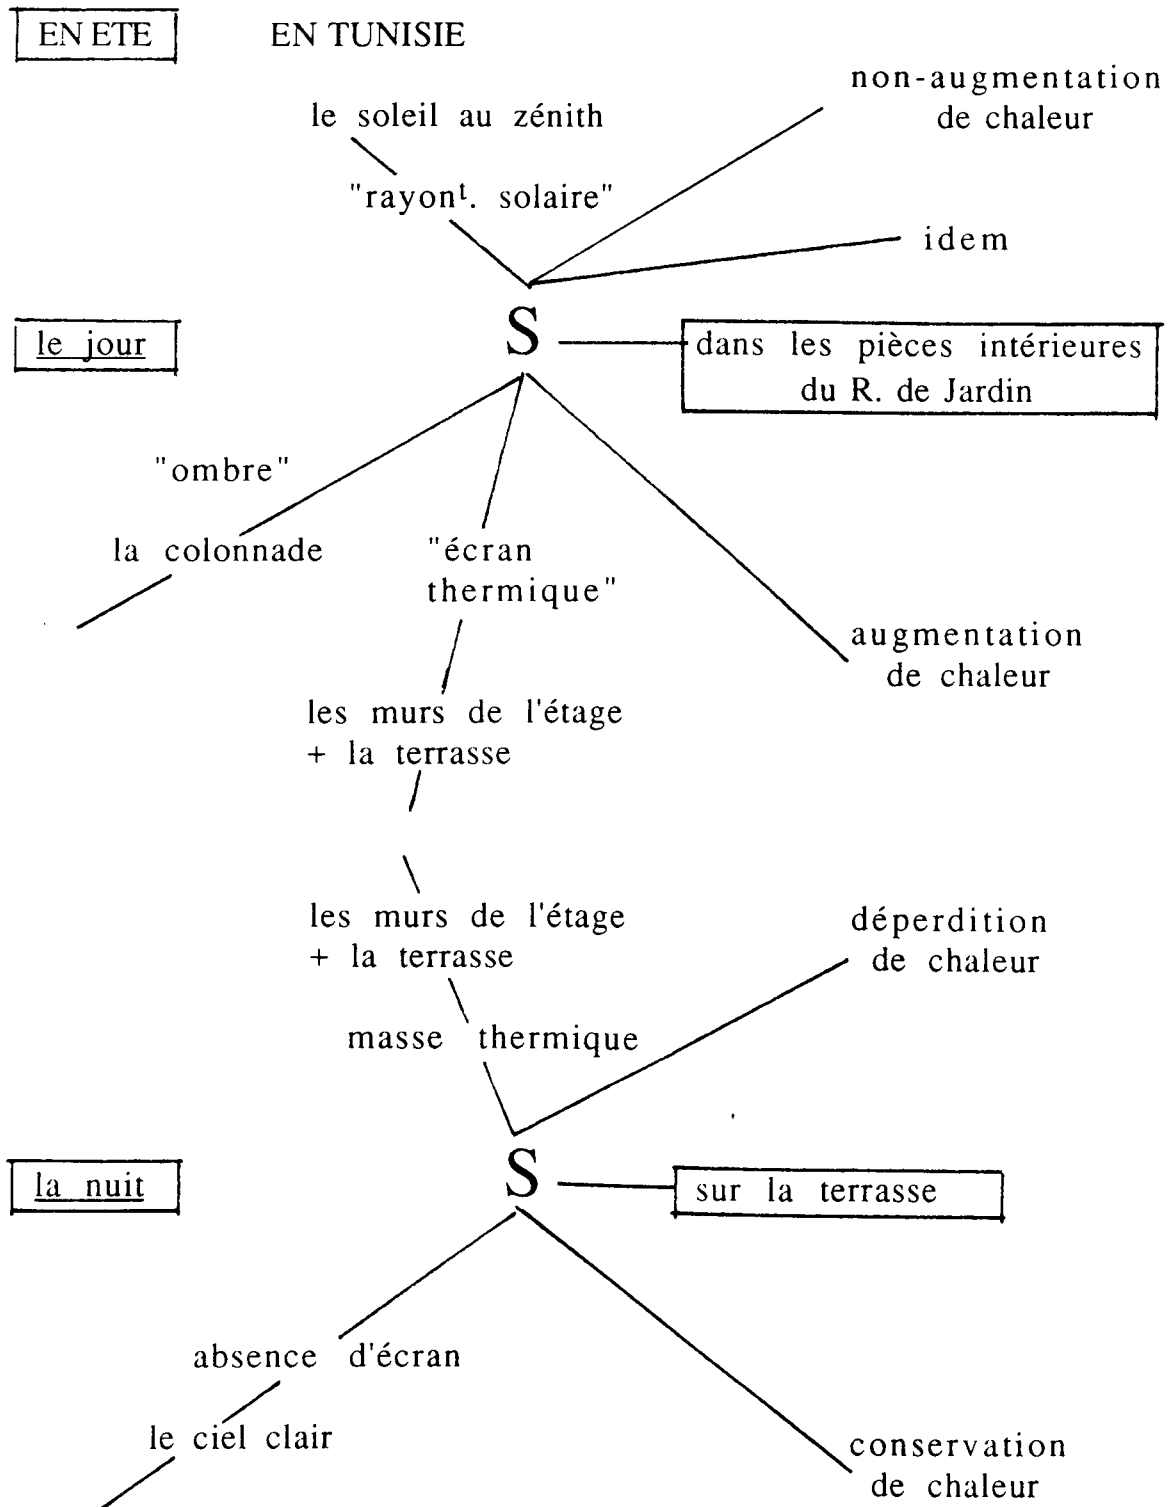 EN ETE EN TUNISIE
non-augmentation
de chaleur
le soleil au zénith
"rayonᵗ. solaire"
idem
le jour
S
dans les pièces intérieures
du R. de Jardin
"ombre"
la colonnade
"écran
thermique"
augmentation
de chaleur
les murs de l'étage
+ la terrasse
les murs de l'étage
+ la terrasse
déperdition
de chaleur
masse thermique
la nuit
S
sur la terrasse
absence d'écran
le ciel clair
conservation
de chaleur